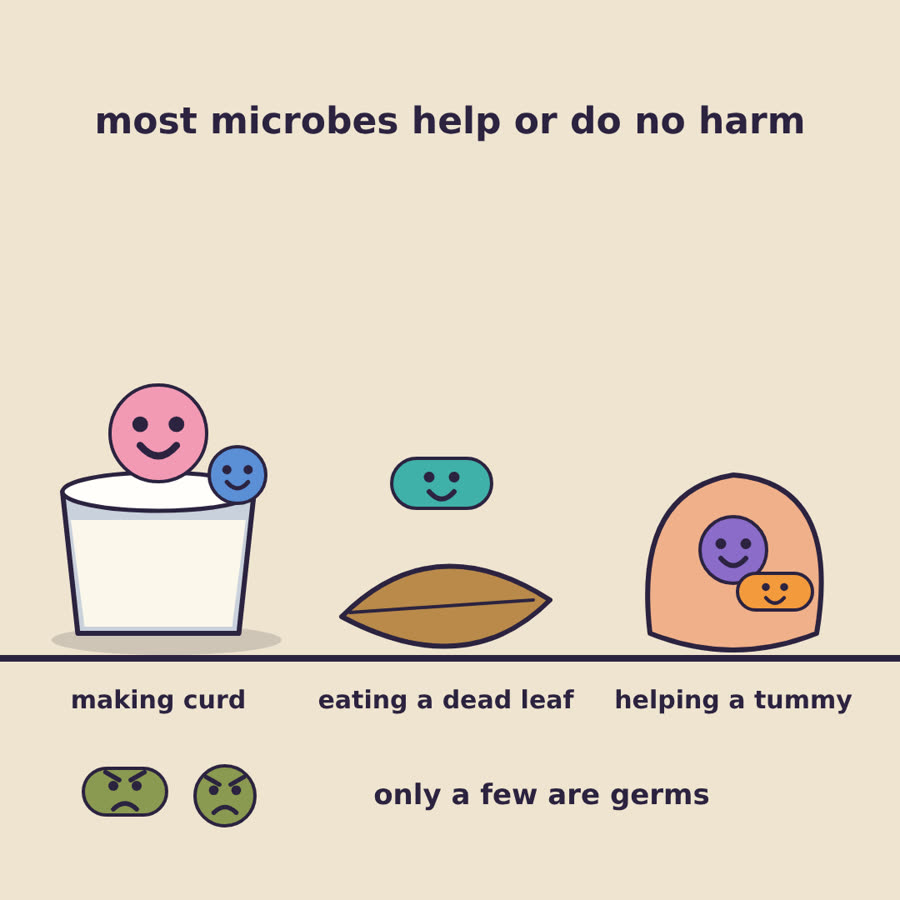 most microbes help or do no harm
making curd
eating a dead leaf
helping a tummy
only a few are germs